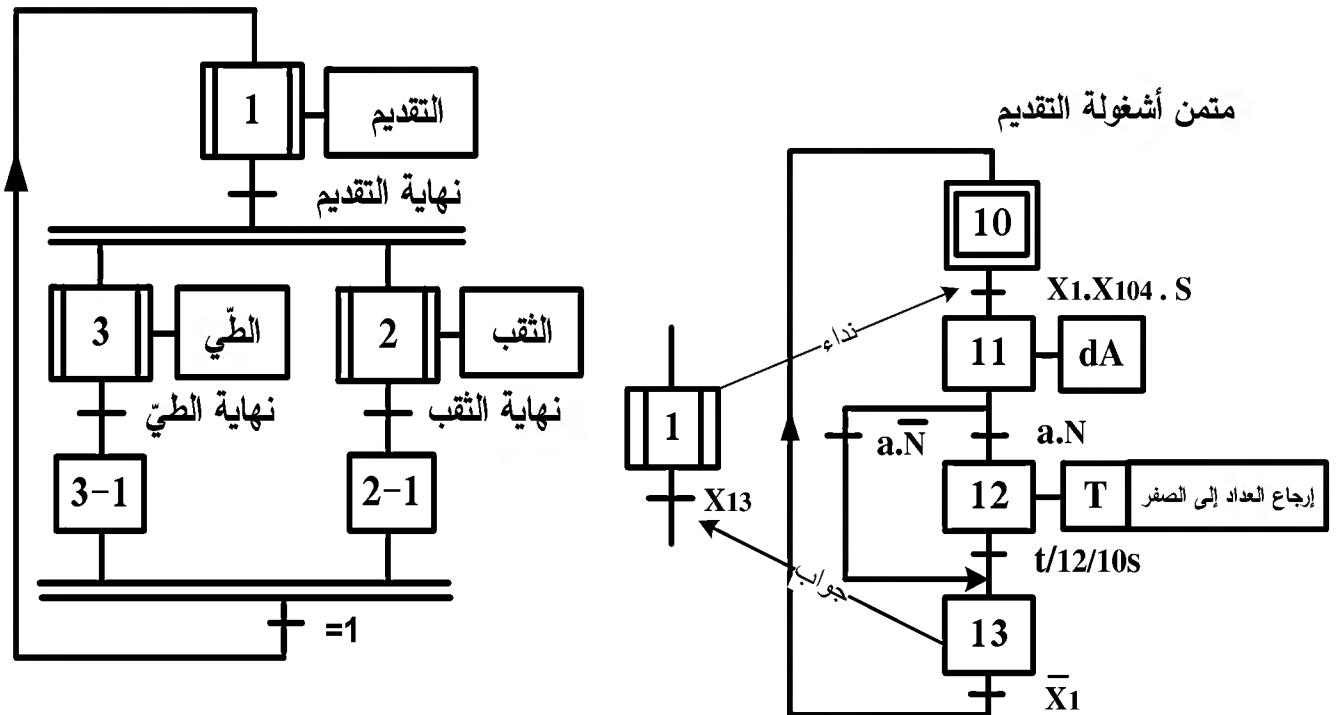 متمن أشغولة التقديم
1
التقديم
نهاية التقديم
3
الطّي
2
الثقب
نهاية الطيّ
نهاية الثقب
3-1
2-1
=1
10
X1.X104 . S
نداء
11
dA
1
a.N̅
a.N
X13
12
T
إرجاع العداد إلى الصفر
t/12/10s
جواب
13
X̅1